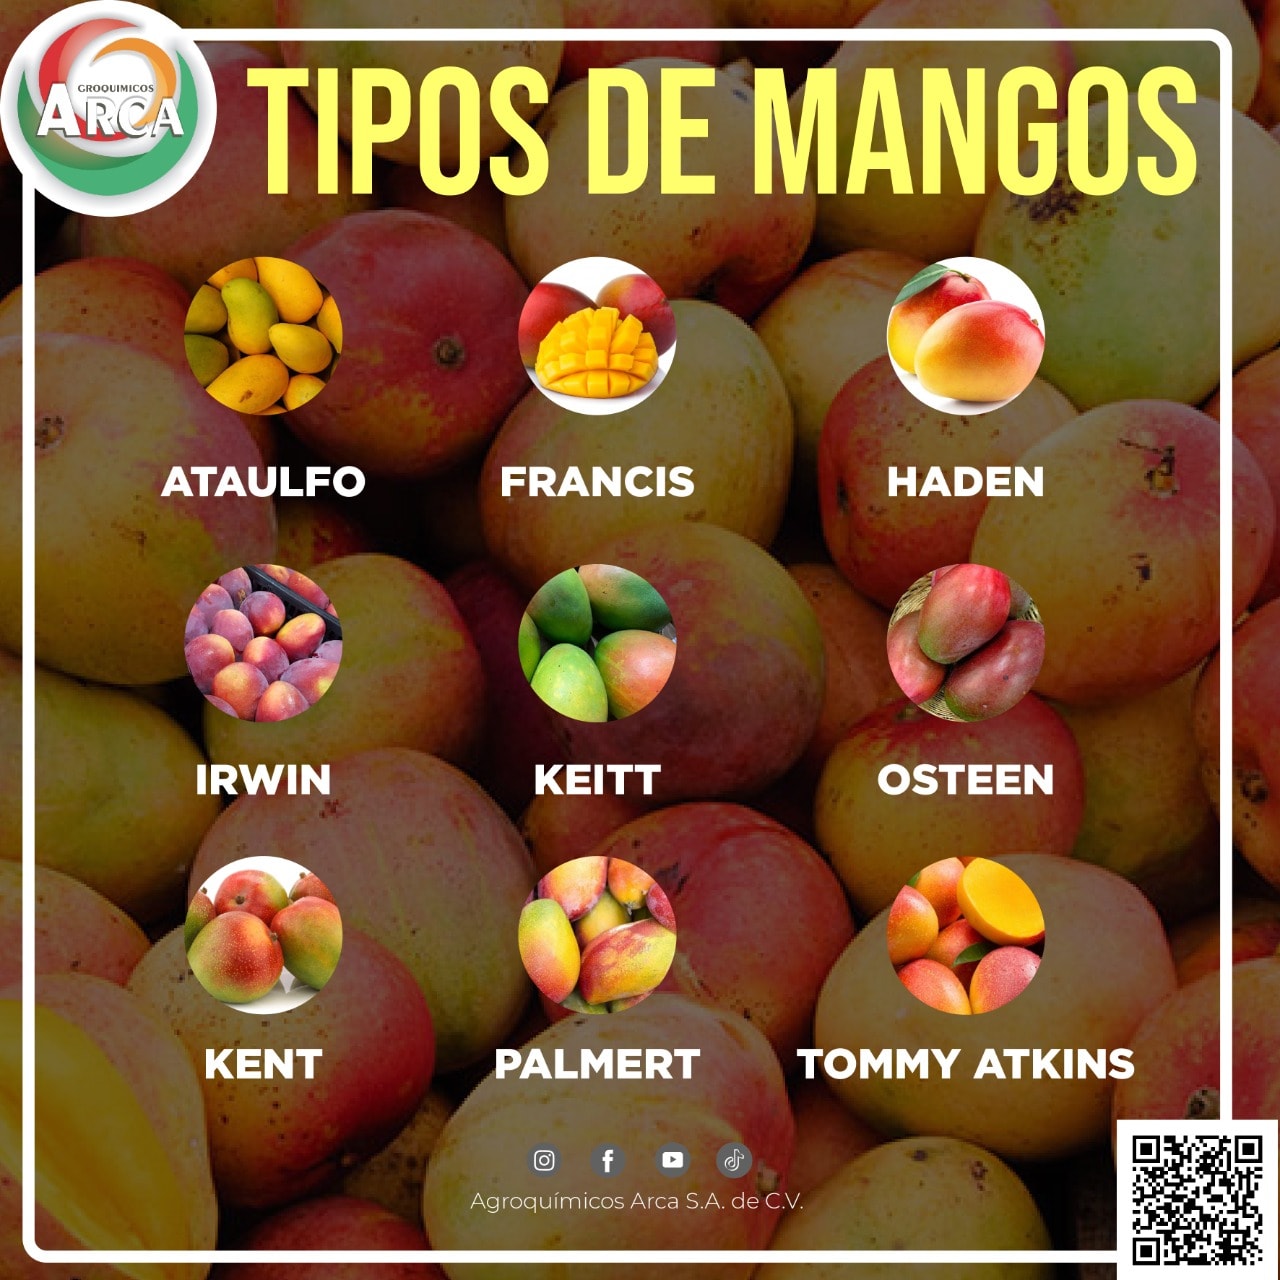 GROQUIMICOS
ARCA
TIPOS DE MANGOS
ATAULFO
FRANCIS
HADEN
IRWIN
KEITT
OSTEEN
KENT
PALMERT
TOMMY ATKINS
Agroquímicos Arca S.A. de C.V.